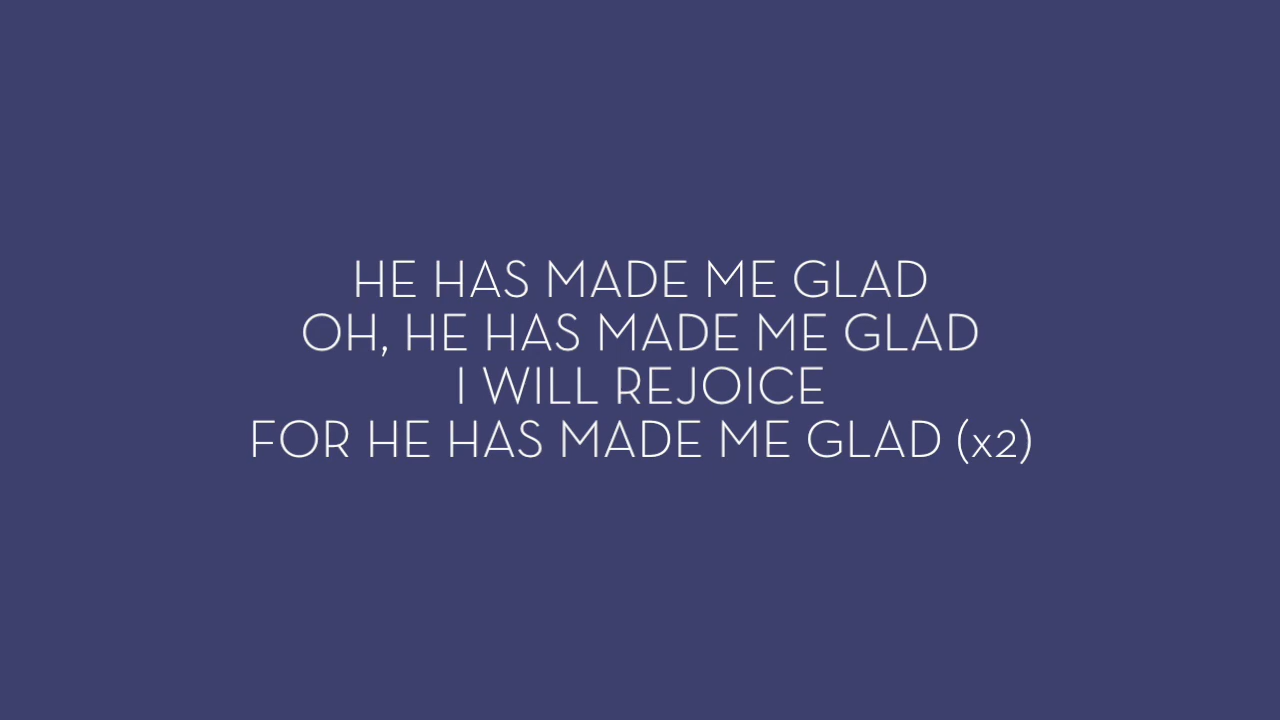 HE HAS MADE ME GLAD
OH, HE HAS MADE ME GLAD
I WILL REJOICE
FOR HE HAS MADE ME GLAD (x2)